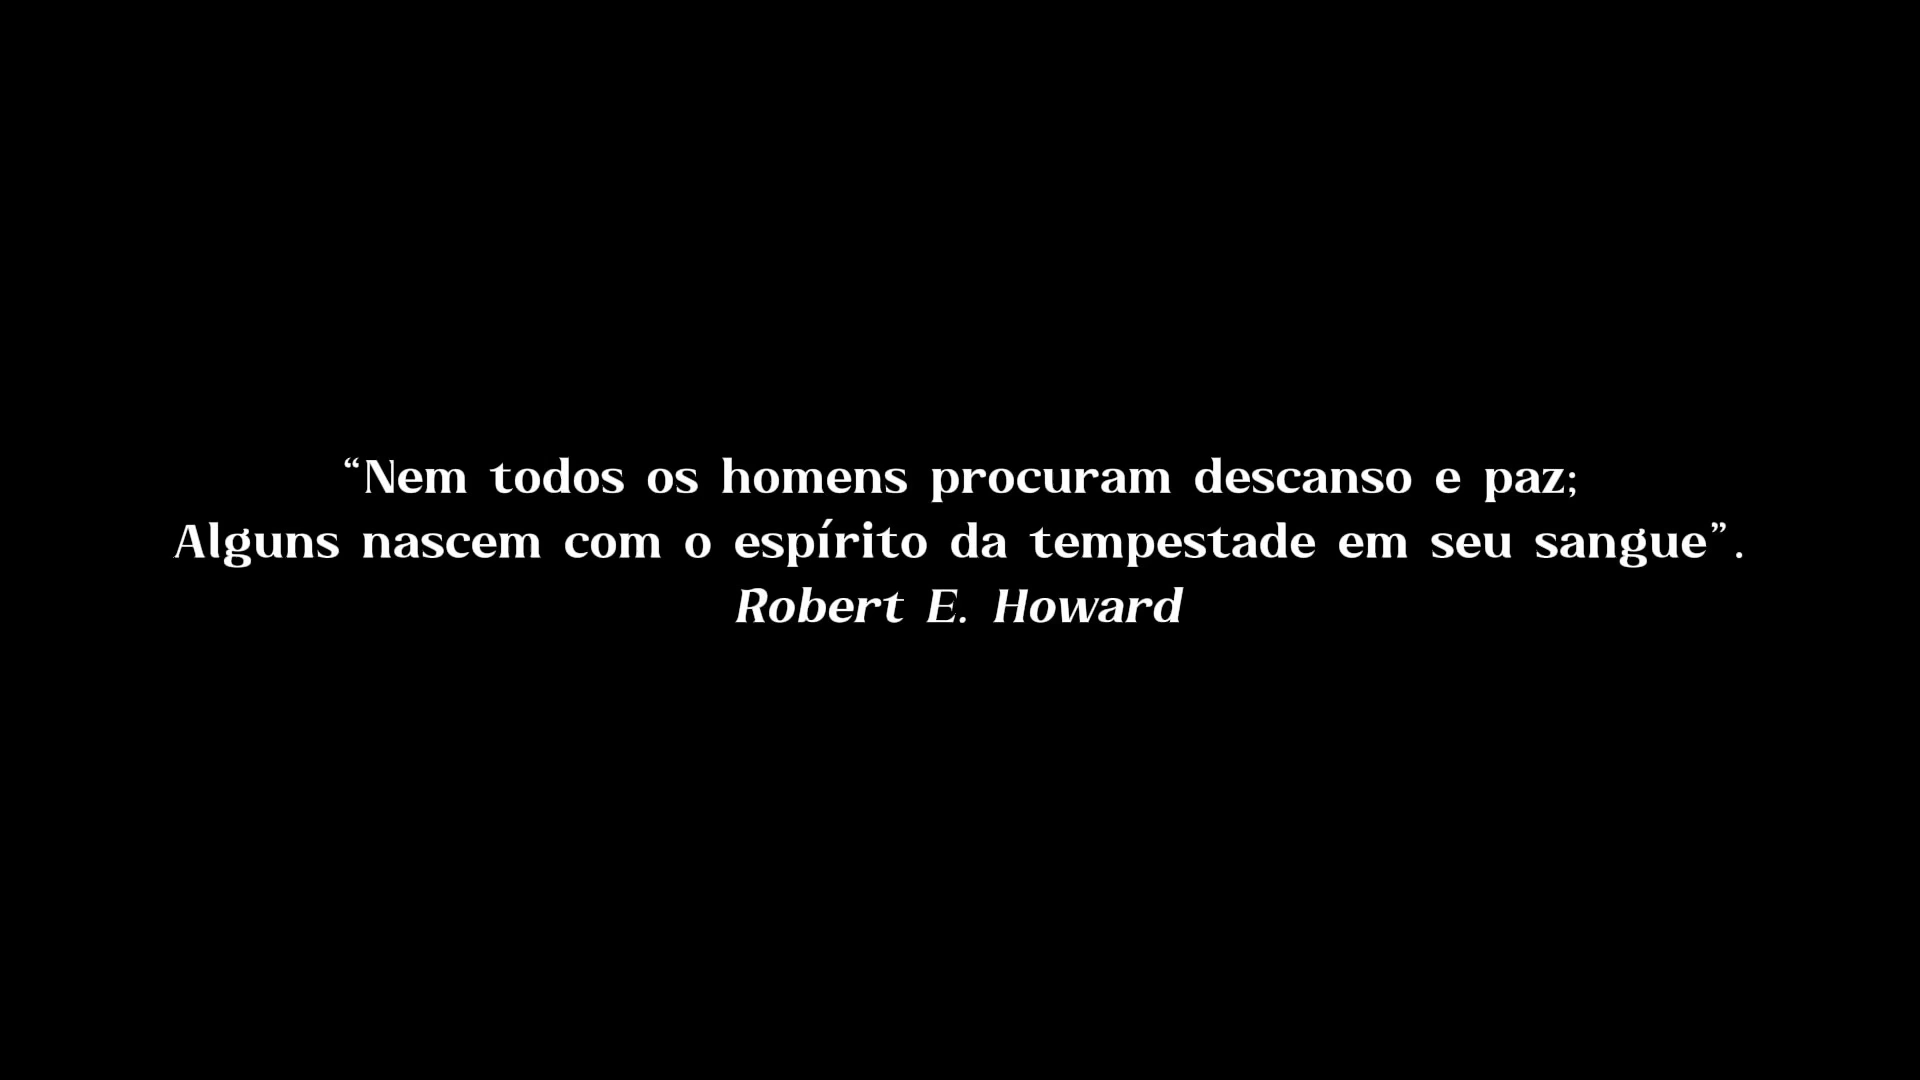 “Nem todos os homens procuram descanso e paz;
Alguns nascem com o espírito da tempestade em seu sangue”.
Robert E. Howard